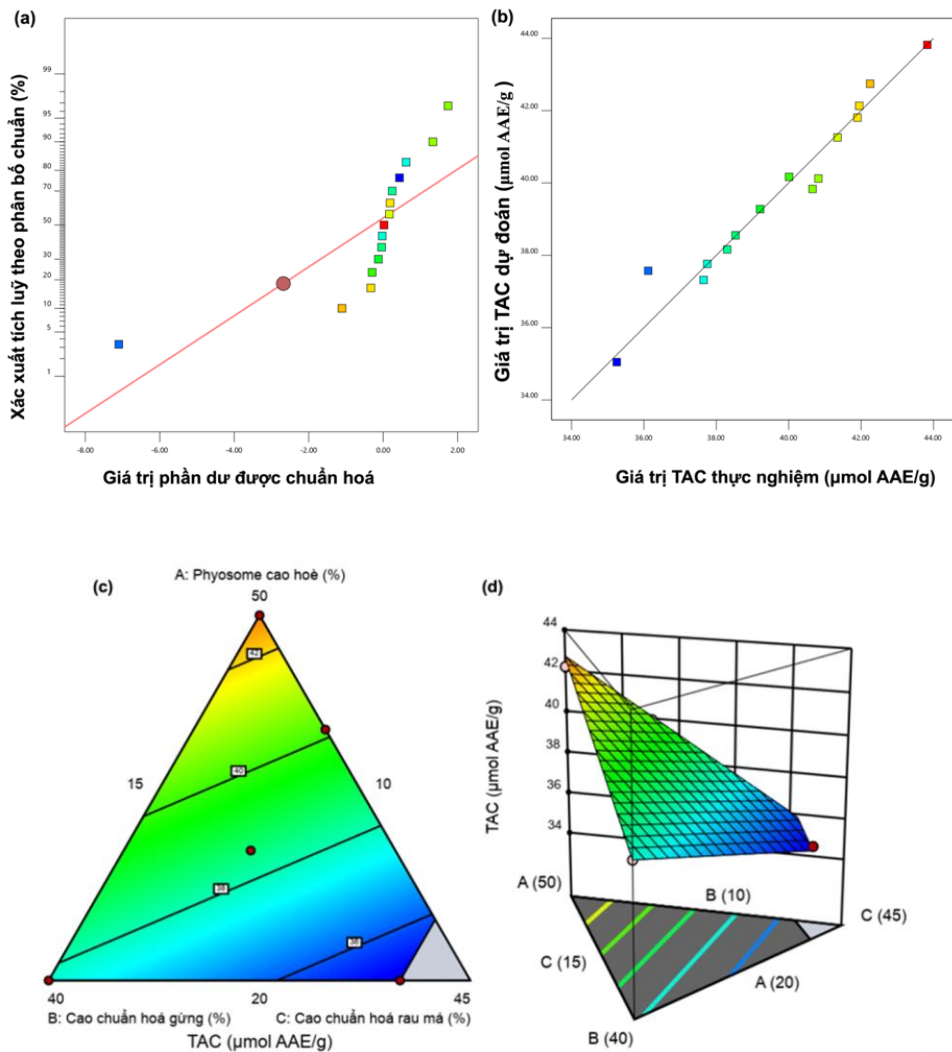 (a)
Xác xuất tích luỹ theo phân bố chuẩn (%)
99
95
90
80
70
50
30
20
10
5
1
-8.00 -6.00 -4.00 -2.00 0.00 2.00
Giá trị phần dư được chuẩn hoá
(b)
Giá trị TAC dự đoán (µmol AAE/g)
44.00
42.00
40.00
38.00
36.00
34.00
34.00 36.00 38.00 40.00 42.00 44.00
Giá trị TAC thực nghiệm (µmol AAE/g)
(c)
A: Phyosome cao hoè (%)
50
42
15
40
10
38
36
40 20 45
B: Cao chuẩn hoá gừng (%) C: Cao chuẩn hoá rau má (%)
TAC (µmol AAE/g)
(d)
44
42
40
38
36
34
TAC (µmol AAE/g)
A (50)
B (10)
C (45)
C (15)
A (20)
B (40)